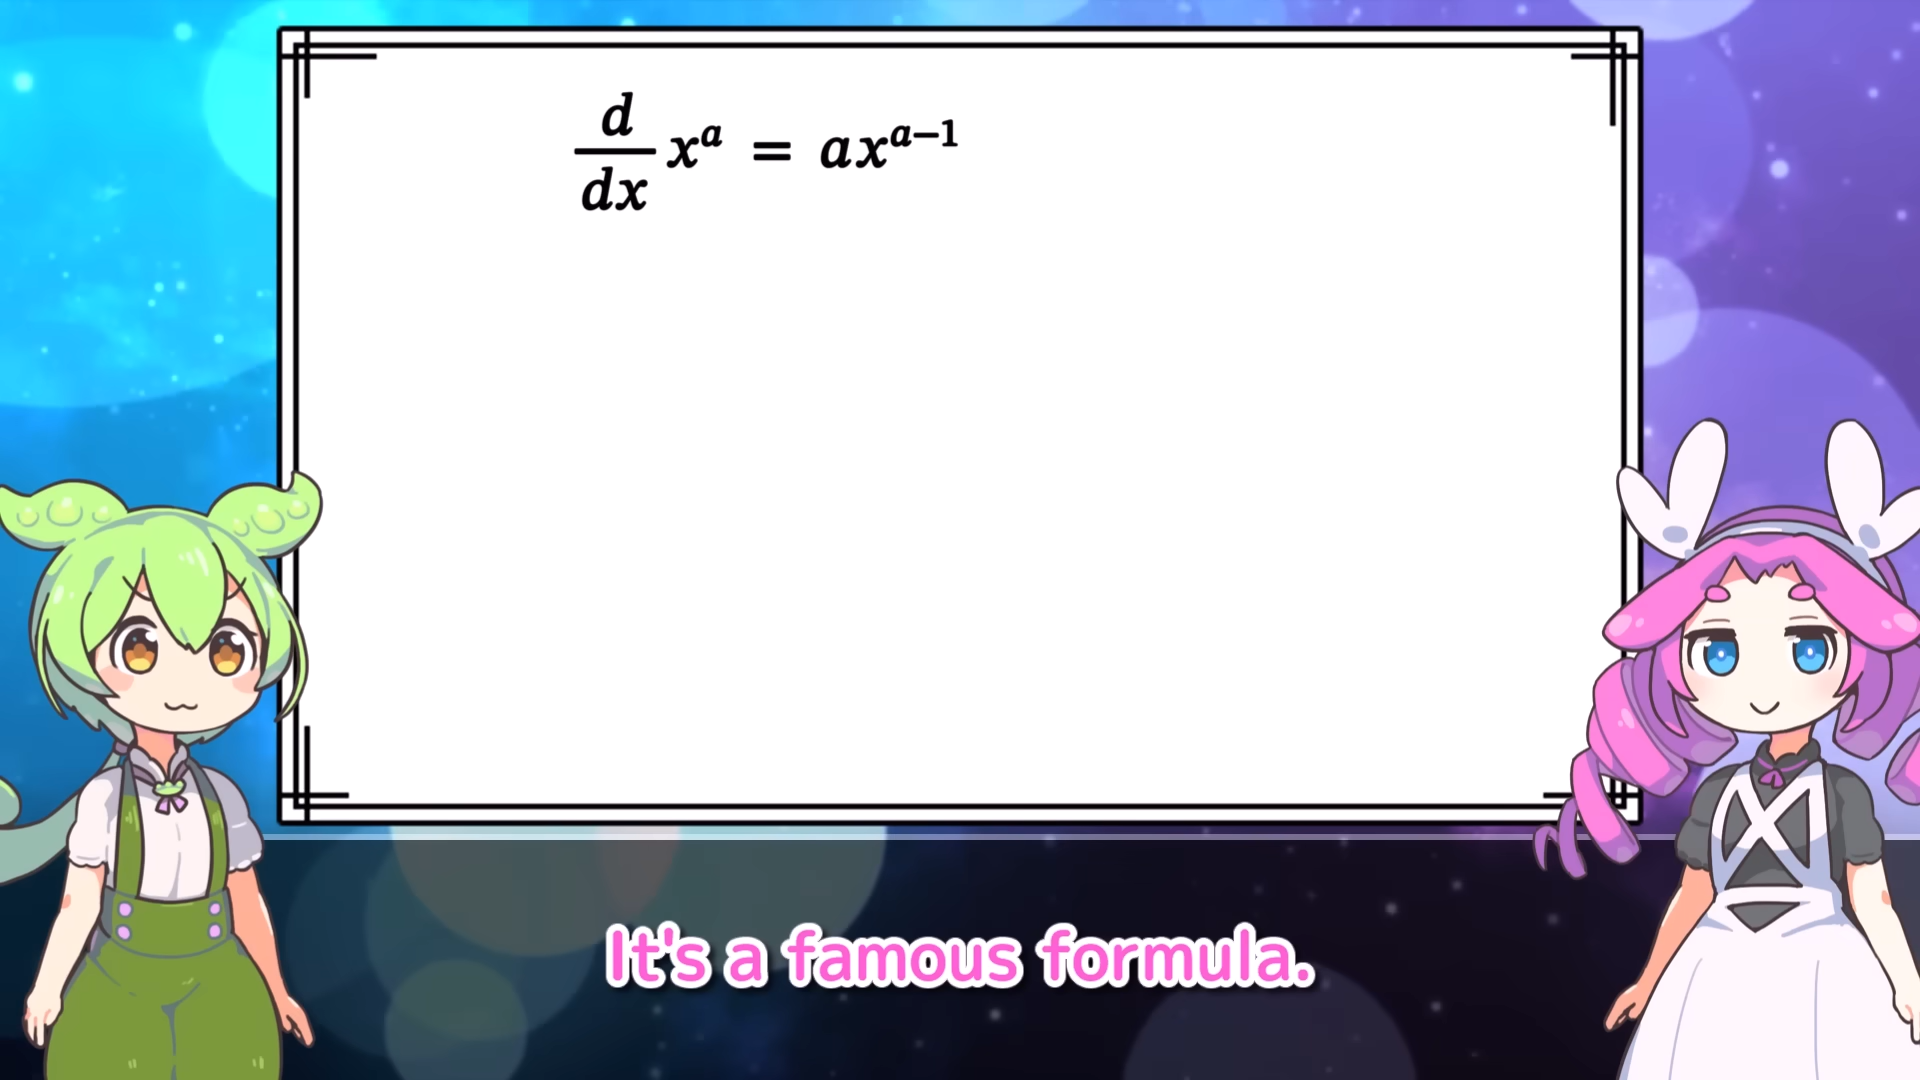 d/dx x^a = ax^{a−1}
It's a famous formula.